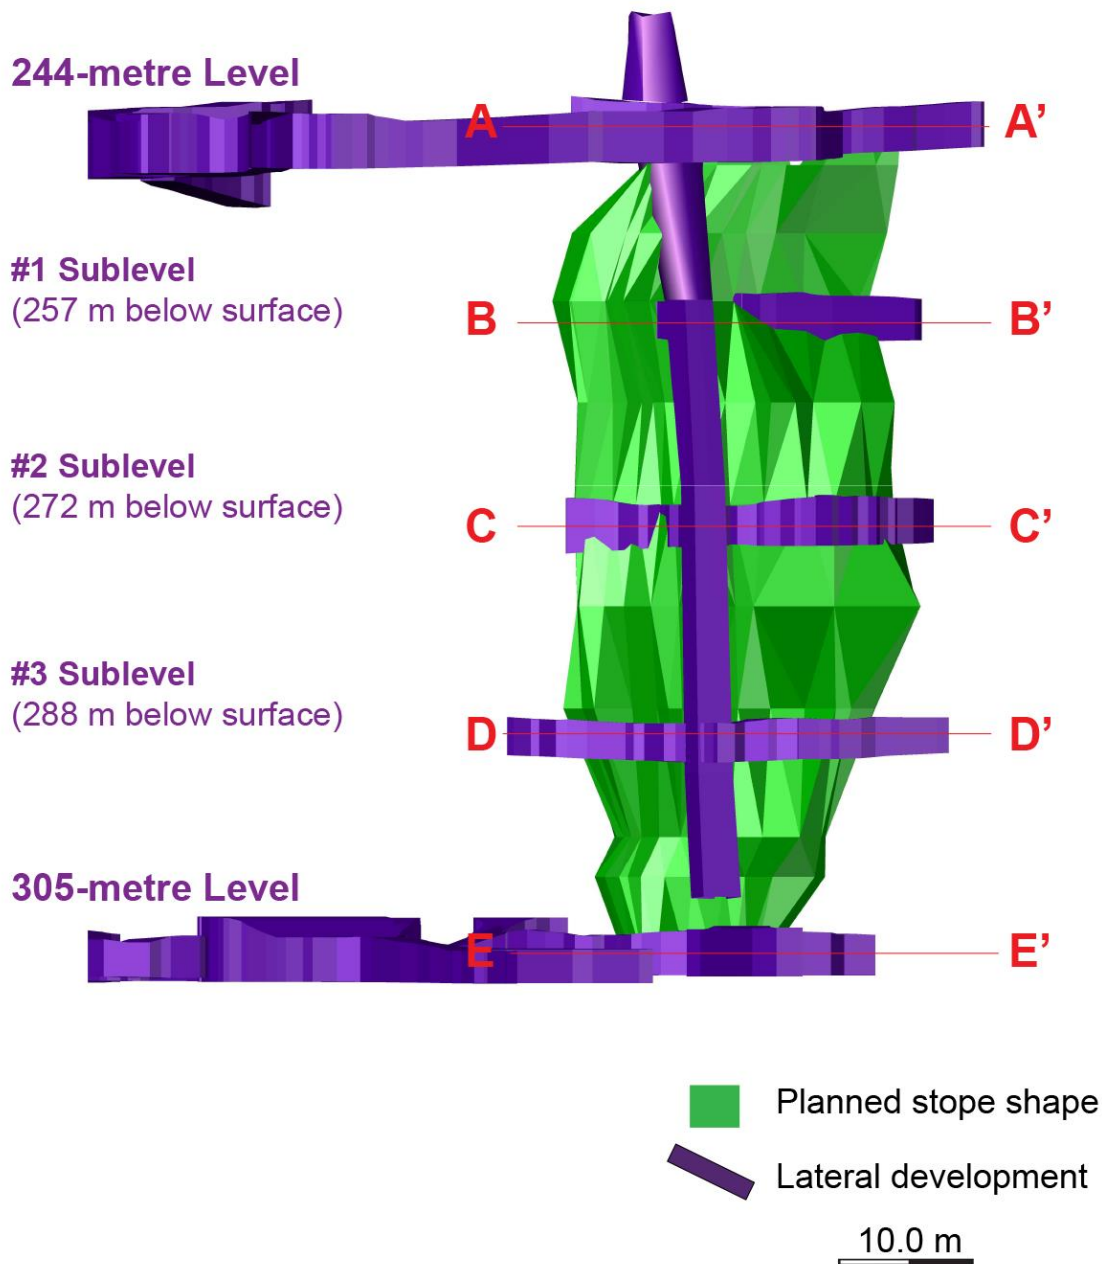 244-metre Level
A A’
#1 Sublevel
(257 m below surface)
B B’
#2 Sublevel
(272 m below surface)
C C’
#3 Sublevel
(288 m below surface)
D D’
305-metre Level
E E’
Planned stope shape
Lateral development
10.0 m